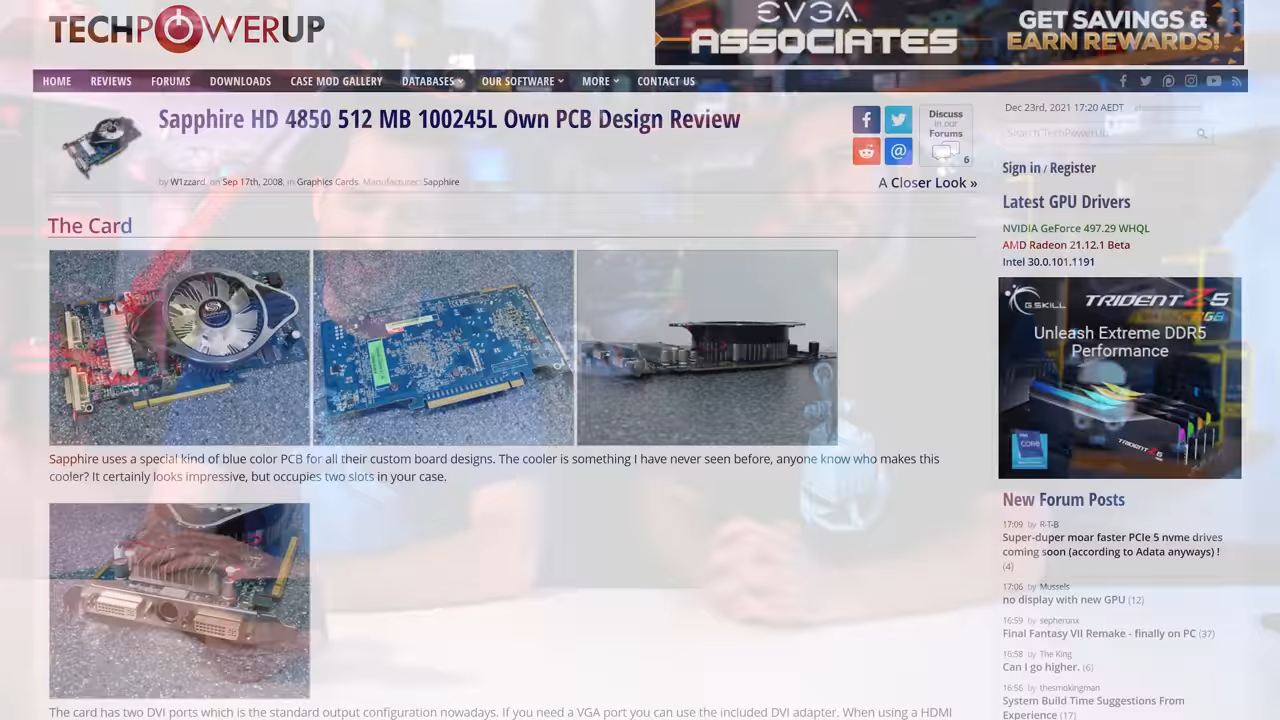 TECHPOWERUP
EVGA
ASSOCIATES
GET SAVINGS &
EARN REWARDS!
HOME REVIEWS FORUMS DOWNLOADS CASE MOD GALLERY DATABASES OUR SOFTWARE MORE CONTACT US
Sapphire HD 4850 512 MB 100245L Own PCB Design Review
by W1zzard, on Sep 17th, 2008, in Graphics Cards. Manufacturer: Sapphire
Discuss
in our
Forums
6
A Closer Look »
Dec 23rd, 2021 17:20 AEDT
Search TechPowerUp
Sign in / Register
Latest GPU Drivers
NVIDIA GeForce 497.29 WHQL
AMD Radeon 21.12.1 Beta
Intel 30.0.101.1191
The Card
Sapphire uses a special kind of blue color PCB for all their custom board designs. The cooler is something I have never seen before, anyone know who makes this
cooler? It certainly looks impressive, but occupies two slots in your case.
The card has two DVI ports which is the standard output configuration nowadays. If you need a VGA port you can use the included DVI adapter. When using a HDMI
G.SKILL TRIDENT Z5
RGB
Unleash Extreme DDR5
Performance
CORE
TRIDENT Z5
New Forum Posts
17:09 by R-T-B
Super-duper moar faster PCIe 5 nvme drives
coming soon (according to Adata anyways) !
(4)
17:06 by Mussels
no display with new GPU (12)
16:59 by sepheronx
Final Fantasy VII Remake - finally on PC (37)
16:58 by The King
Can I go higher. (6)
16:56 by thesmokingman
System Build Time Suggestions From
Experience (17)